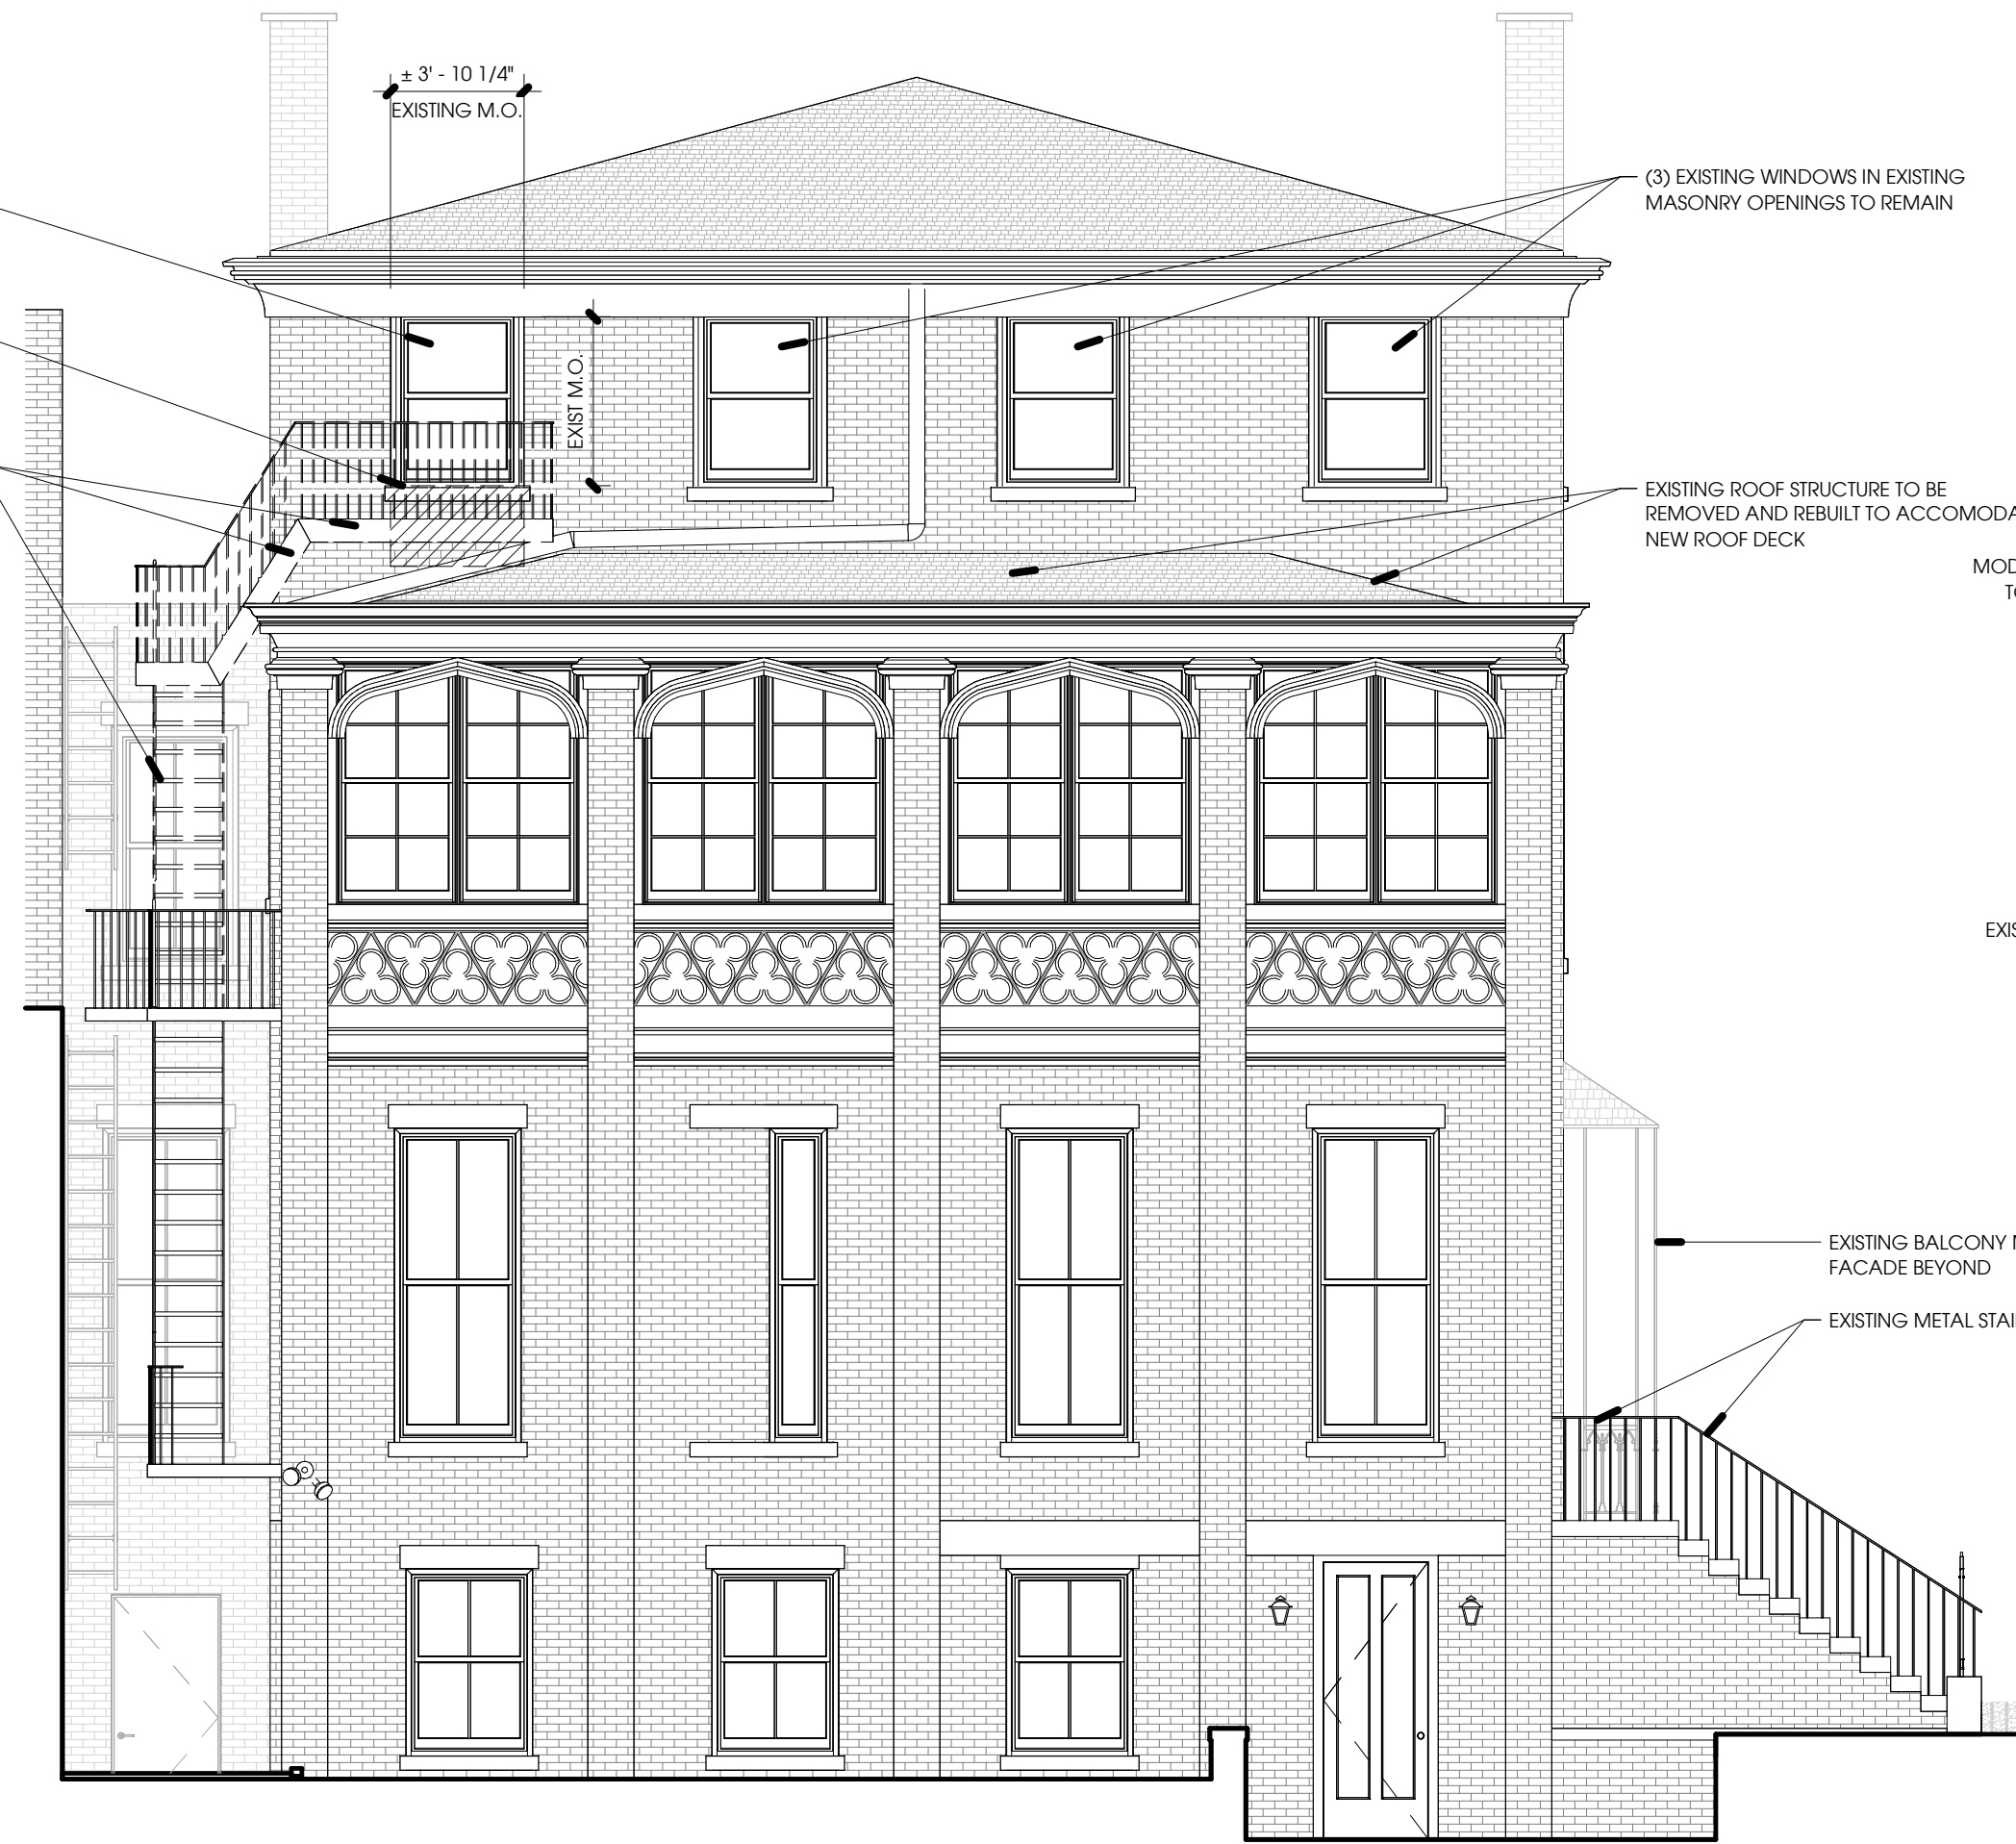 ± 3' - 10 1/4"
EXISTING M.O.
(3) EXISTING WINDOWS IN EXISTING
MASONRY OPENINGS TO REMAIN
EXIST M.O.
EXISTING ROOF STRUCTURE TO BE
REMOVED AND REBUILT TO ACCOMODA
NEW ROOF DECK
MOD
TO
EXIS
EXISTING BALCONY
FACADE BEYOND
EXISTING METAL STAI